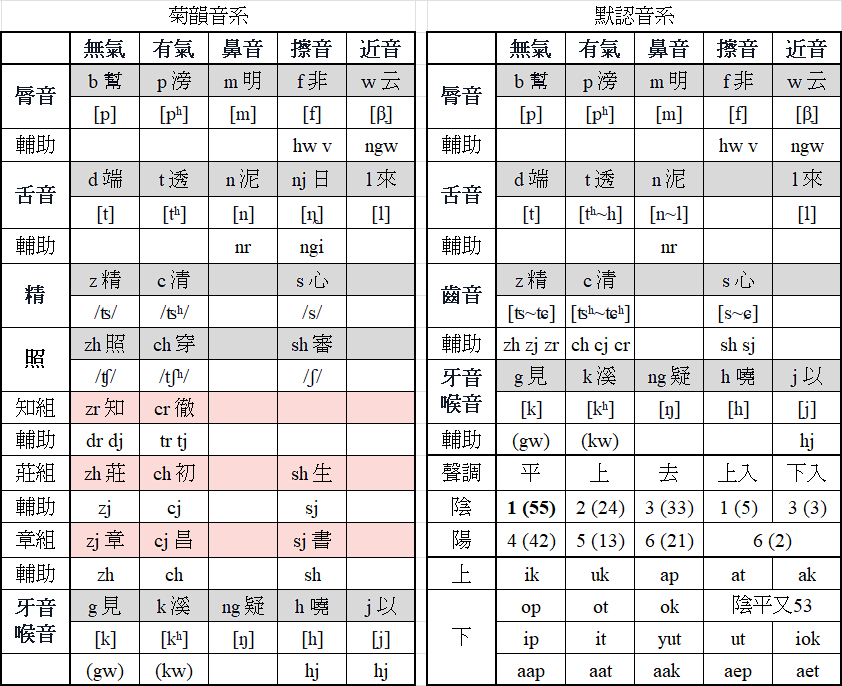 菊韻音系
無氣 有氣 鼻音 擦音 近音
脣音 b 幫 p 滂 m 明 f 非 w 云
[p] [pʰ] [m] [f] [β̞]
輔助 hw v ngw
舌音 d 端 t 透 n 泥 nj 日 l 來
[t] [tʰ] [n] [ȵ] [l]
輔助 nr ngi
精 z 精 c 清 s 心
/ʦ/ /ʦʰ/ /s/
照 zh 照 ch 穿 sh 審
/ʧ/ /ʧʰ/ /ʃ/
知組 zr 知 cr 徹
輔助 dr dj tr tj
莊組 zh 莊 ch 初 sh 生
輔助 zj cj sj
章組 zj 章 cj 昌 sj 書
輔助 zh ch sh
牙音喉音 g 見 k 溪 ng 疑 h 曉 j 以
[k] [kʰ] [ŋ] [h] [j]
(gw) (kw) hj hj
默認音系
無氣 有氣 鼻音 擦音 近音
脣音 b 幫 p 滂 m 明 f 非 w 云
[p] [pʰ] [m] [f] [β̞]
輔助 hw v ngw
舌音 d 端 t 透 n 泥 l 來
[t] [tʰ~h] [n~l] [l]
輔助 nr
齒音 z 精 c 清 s 心
[ʦ~ʨ] [ʦʰ~ʨʰ] [s~ɕ]
輔助 zh zj zr ch cj cr sh sj
牙音喉音 g 見 k 溪 ng 疑 h 曉 j 以
[k] [kʰ] [ŋ] [h] [j]
輔助 (gw) (kw) hj
聲調 平 上 去 上入 下入
陰 1 (55) 2 (24) 3 (33) 1 (5) 3 (3)
陽 4 (42) 5 (13) 6 (21) 6 (2)
上 ik uk ap at ak
下 op ot ok 陰平又53
ip it yut ut iok
aap aat aak aep aet